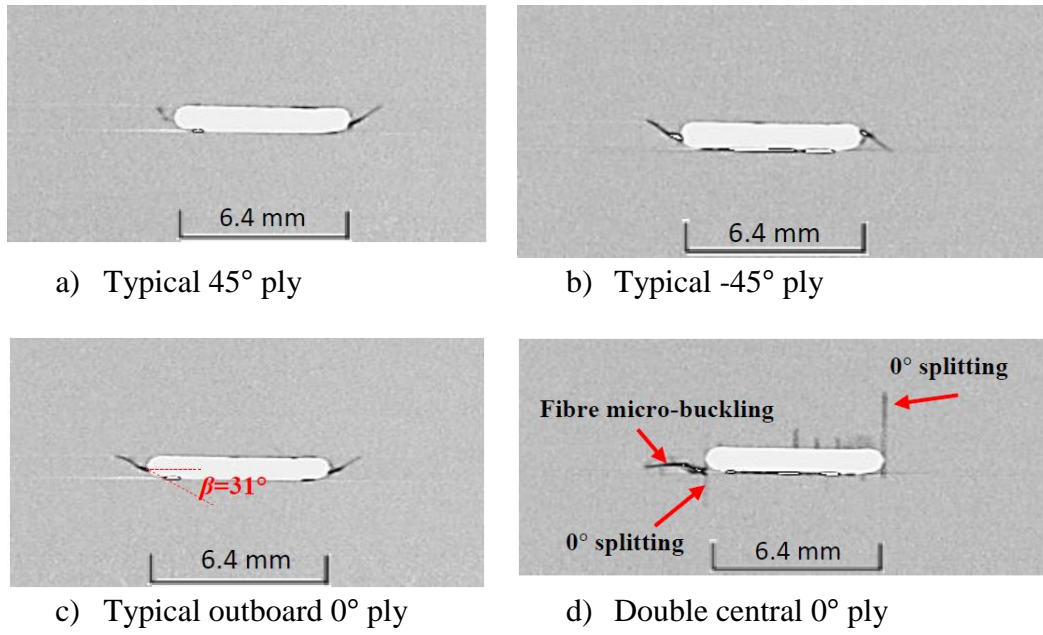 6.4 mm
6.4 mm
a) Typical 45° ply
b) Typical -45° ply
β=31°
6.4 mm
0° splitting
Fibre micro-buckling
0° splitting
6.4 mm
c) Typical outboard 0° ply
d) Double central 0° ply